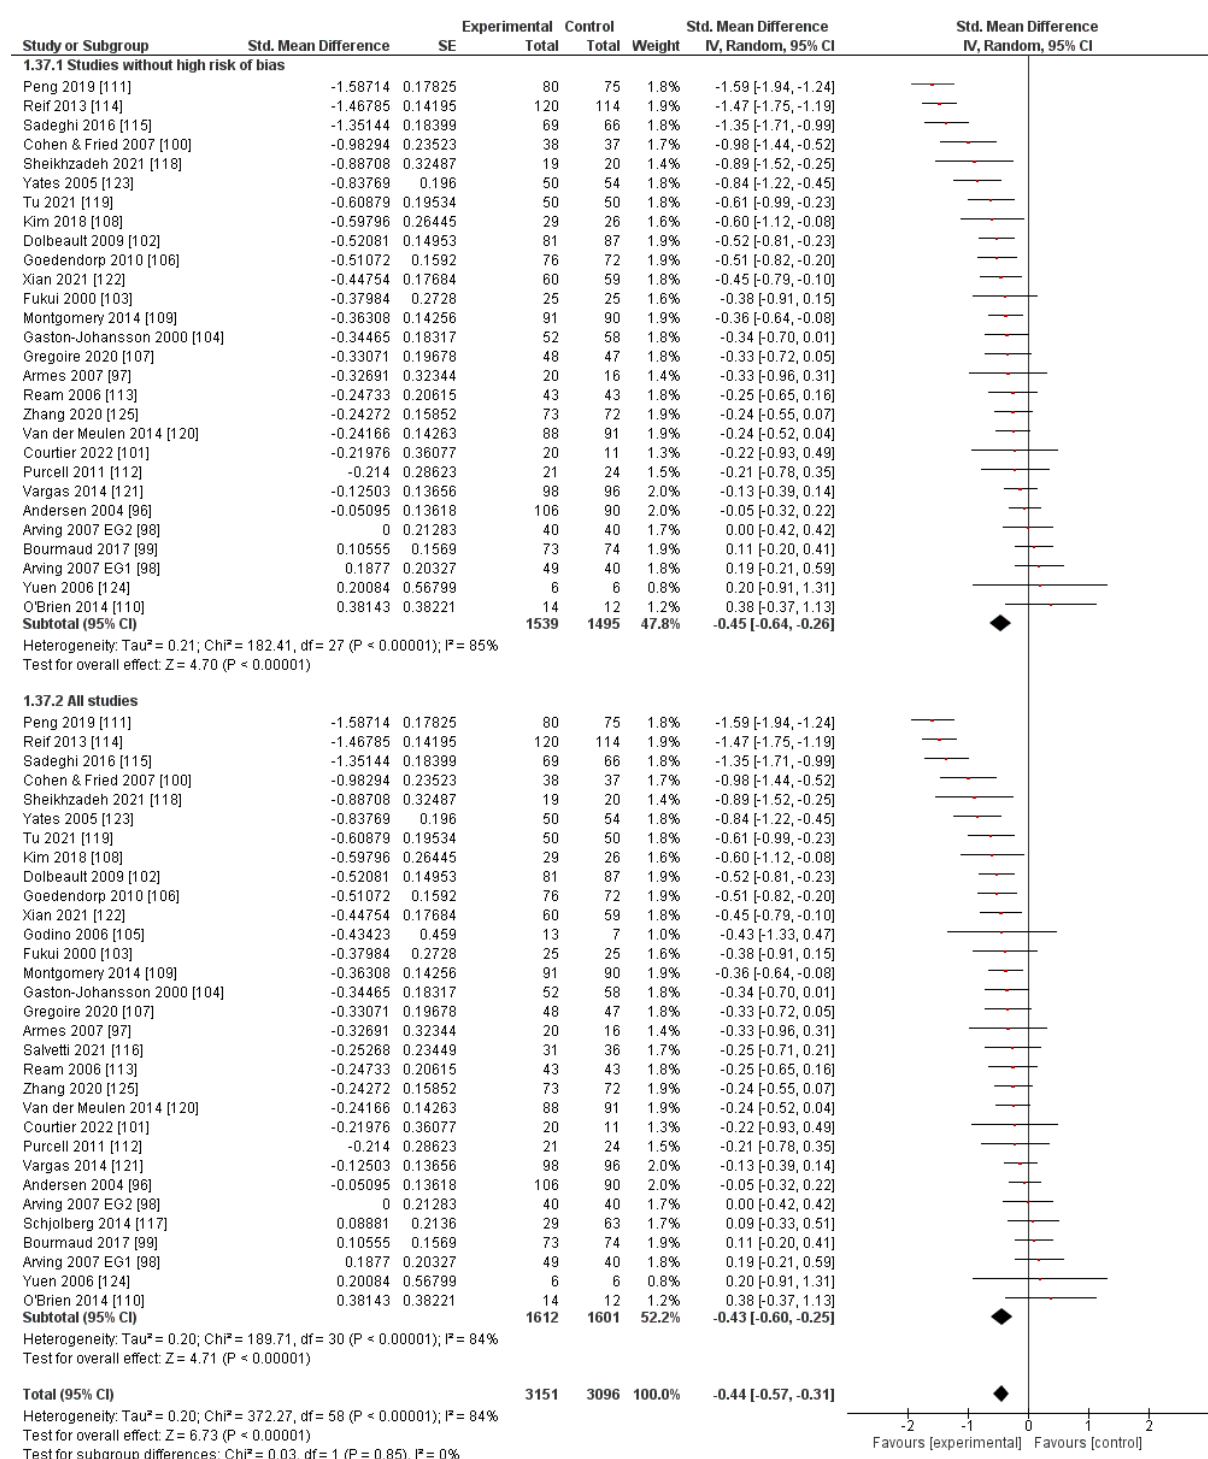 Experimental Control Std. Mean Difference Std. Mean Difference
Study or Subgroup Std. Mean Difference SE Total Total Weight IV, Random, 95% CI IV, Random, 95% CI
1.37.1 Studies without high risk of bias
Peng 2019 [111] -1.58714 0.17825 80 75 1.8% -1.59 [-1.94, -1.24]
Reif 2013 [114] -1.46785 0.14195 120 114 1.9% -1.47 [-1.75, -1.19]
Sadeghi 2016 [115] -1.35144 0.18399 69 66 1.8% -1.35 [-1.71, -0.99]
Cohen & Fried 2007 [100] -0.98294 0.23523 38 37 1.7% -0.98 [-1.44, -0.52]
Sheikhzadeh 2021 [118] -0.88708 0.32487 19 20 1.4% -0.89 [-1.52, -0.25]
Yates 2005 [123] -0.83769 0.196 50 54 1.8% -0.84 [-1.22, -0.45]
Tu 2021 [119] -0.60879 0.19534 50 50 1.8% -0.61 [-0.99, -0.23]
Kim 2018 [108] -0.59796 0.26445 29 26 1.6% -0.60 [-1.12, -0.08]
Dolbeault 2009 [102] -0.52081 0.14953 81 87 1.9% -0.52 [-0.81, -0.23]
Goedendorp 2010 [106] -0.51072 0.1592 76 72 1.9% -0.51 [-0.82, -0.20]
Xian 2021 [122] -0.44754 0.17684 60 59 1.8% -0.45 [-0.79, -0.10]
Fukui 2000 [103] -0.37984 0.2728 25 25 1.6% -0.38 [-0.91, 0.15]
Montgomery 2014 [109] -0.36308 0.14256 91 90 1.9% -0.36 [-0.64, -0.08]
Gaston-Johansson 2000 [104] -0.34465 0.18317 52 58 1.8% -0.34 [-0.70, 0.01]
Gregoire 2020 [107] -0.33071 0.19678 48 47 1.8% -0.33 [-0.72, 0.05]
Armes 2007 [97] -0.32691 0.32344 20 16 1.4% -0.33 [-0.96, 0.31]
Ream 2006 [113] -0.24733 0.20615 43 43 1.7% -0.25 [-0.65, 0.16]
Zhang 2020 [125] -0.24272 0.15852 73 72 1.9% -0.24 [-0.55, 0.07]
Van der Meulen 2014 [120] -0.24166 0.14263 88 91 1.9% -0.24 [-0.52, 0.04]
Courtier 2022 [101] -0.21976 0.36077 20 11 1.3% -0.22 [-0.93, 0.49]
Purcell 2011 [112] -0.214 0.28623 21 24 1.5% -0.21 [-0.78, 0.35]
Vargas 2014 [121] -0.12503 0.13656 98 96 2.0% -0.13 [-0.39, 0.14]
Andersen 2004 [96] -0.05095 0.13618 106 90 2.0% -0.05 [-0.32, 0.22]
Arving 2007 EG2 [98] 0 0.21283 40 40 1.7% 0.00 [-0.42, 0.42]
Bourmaud 2017 [99] 0.10555 0.1569 73 74 1.9% 0.11 [-0.20, 0.41]
Arving 2007 EG1 [98] 0.1877 0.20327 49 40 1.8% 0.19 [-0.21, 0.59]
Yuen 2006 [124] 0.20084 0.56799 6 6 0.8% 0.20 [-0.91, 1.31]
O'Brien 2014 [110] 0.38143 0.38221 14 12 1.2% 0.38 [-0.37, 1.13]
Subtotal (95% CI) 1539 1495 47.8% -0.45 [-0.64, -0.26]
Heterogeneity: Tau² = 0.21; Chi² = 182.41, df = 27 (P < 0.00001); I² = 85%
Test for overall effect: Z = 4.70 (P < 0.00001)
1.37.2 All studies
Peng 2019 [111] -1.58714 0.17825 80 75 1.8% -1.59 [-1.94, -1.24]
Reif 2013 [114] -1.46785 0.14195 120 114 1.9% -1.47 [-1.75, -1.19]
Sadeghi 2016 [115] -1.35144 0.18399 69 66 1.8% -1.35 [-1.71, -0.99]
Cohen & Fried 2007 [100] -0.98294 0.23523 38 37 1.7% -0.98 [-1.44, -0.52]
Sheikhzadeh 2021 [118] -0.88708 0.32487 19 20 1.4% -0.89 [-1.52, -0.25]
Yates 2005 [123] -0.83769 0.196 50 54 1.8% -0.84 [-1.22, -0.45]
Tu 2021 [119] -0.60879 0.19534 50 50 1.8% -0.61 [-0.99, -0.23]
Kim 2018 [108] -0.59796 0.26445 29 26 1.6% -0.60 [-1.12, -0.08]
Dolbeault 2009 [102] -0.52081 0.14953 81 87 1.9% -0.52 [-0.81, -0.23]
Goedendorp 2010 [106] -0.51072 0.1592 76 72 1.9% -0.51 [-0.82, -0.20]
Xian 2021 [122] -0.44754 0.17684 60 59 1.8% -0.45 [-0.79, -0.10]
Godino 2006 [105] -0.43423 0.459 13 7 1.0% -0.43 [-1.33, 0.47]
Fukui 2000 [103] -0.37984 0.2728 25 25 1.6% -0.38 [-0.91, 0.15]
Montgomery 2014 [109] -0.36308 0.14256 91 90 1.9% -0.36 [-0.64, -0.08]
Gaston-Johansson 2000 [104] -0.34465 0.18317 52 58 1.8% -0.34 [-0.70, 0.01]
Gregoire 2020 [107] -0.33071 0.19678 48 47 1.8% -0.33 [-0.72, 0.05]
Armes 2007 [97] -0.32691 0.32344 20 16 1.4% -0.33 [-0.96, 0.31]
Salvetti 2021 [116] -0.25268 0.23449 31 36 1.7% -0.25 [-0.71, 0.21]
Ream 2006 [113] -0.24733 0.20615 43 43 1.7% -0.25 [-0.65, 0.16]
Zhang 2020 [125] -0.24272 0.15852 73 72 1.9% -0.24 [-0.55, 0.07]
Van der Meulen 2014 [120] -0.24166 0.14263 88 91 1.9% -0.24 [-0.52, 0.04]
Courtier 2022 [101] -0.21976 0.36077 20 11 1.3% -0.22 [-0.93, 0.49]
Purcell 2011 [112] -0.214 0.28623 21 24 1.5% -0.21 [-0.78, 0.35]
Vargas 2014 [121] -0.12503 0.13656 98 96 2.0% -0.13 [-0.39, 0.14]
Andersen 2004 [96] -0.05095 0.13618 106 90 2.0% -0.05 [-0.32, 0.22]
Arving 2007 EG2 [98] 0 0.21283 40 40 1.7% 0.00 [-0.42, 0.42]
Schjolberg 2014 [117] 0.08881 0.2136 29 63 1.7% 0.09 [-0.33, 0.51]
Bourmaud 2017 [99] 0.10555 0.1569 73 74 1.9% 0.11 [-0.20, 0.41]
Arving 2007 EG1 [98] 0.1877 0.20327 49 40 1.8% 0.19 [-0.21, 0.59]
Yuen 2006 [124] 0.20084 0.56799 6 6 0.8% 0.20 [-0.91, 1.31]
O'Brien 2014 [110] 0.38143 0.38221 14 12 1.2% 0.38 [-0.37, 1.13]
Subtotal (95% CI) 1612 1601 52.2% -0.43 [-0.60, -0.25]
Heterogeneity: Tau² = 0.20; Chi² = 189.71, df = 30 (P < 0.00001); I² = 84%
Test for overall effect: Z = 4.71 (P < 0.00001)
Total (95% CI) 3151 3096 100.0% -0.44 [-0.57, -0.31]
Heterogeneity: Tau² = 0.20; Chi² = 372.27, df = 58 (P < 0.00001); I² = 84%
Test for overall effect: Z = 6.73 (P < 0.00001)
Test for subgroup differences: Chi² = 0.03, df = 1 (P = 0.85), I² = 0%
-2 -1 0 1 2
Favours [experimental] Favours [control]